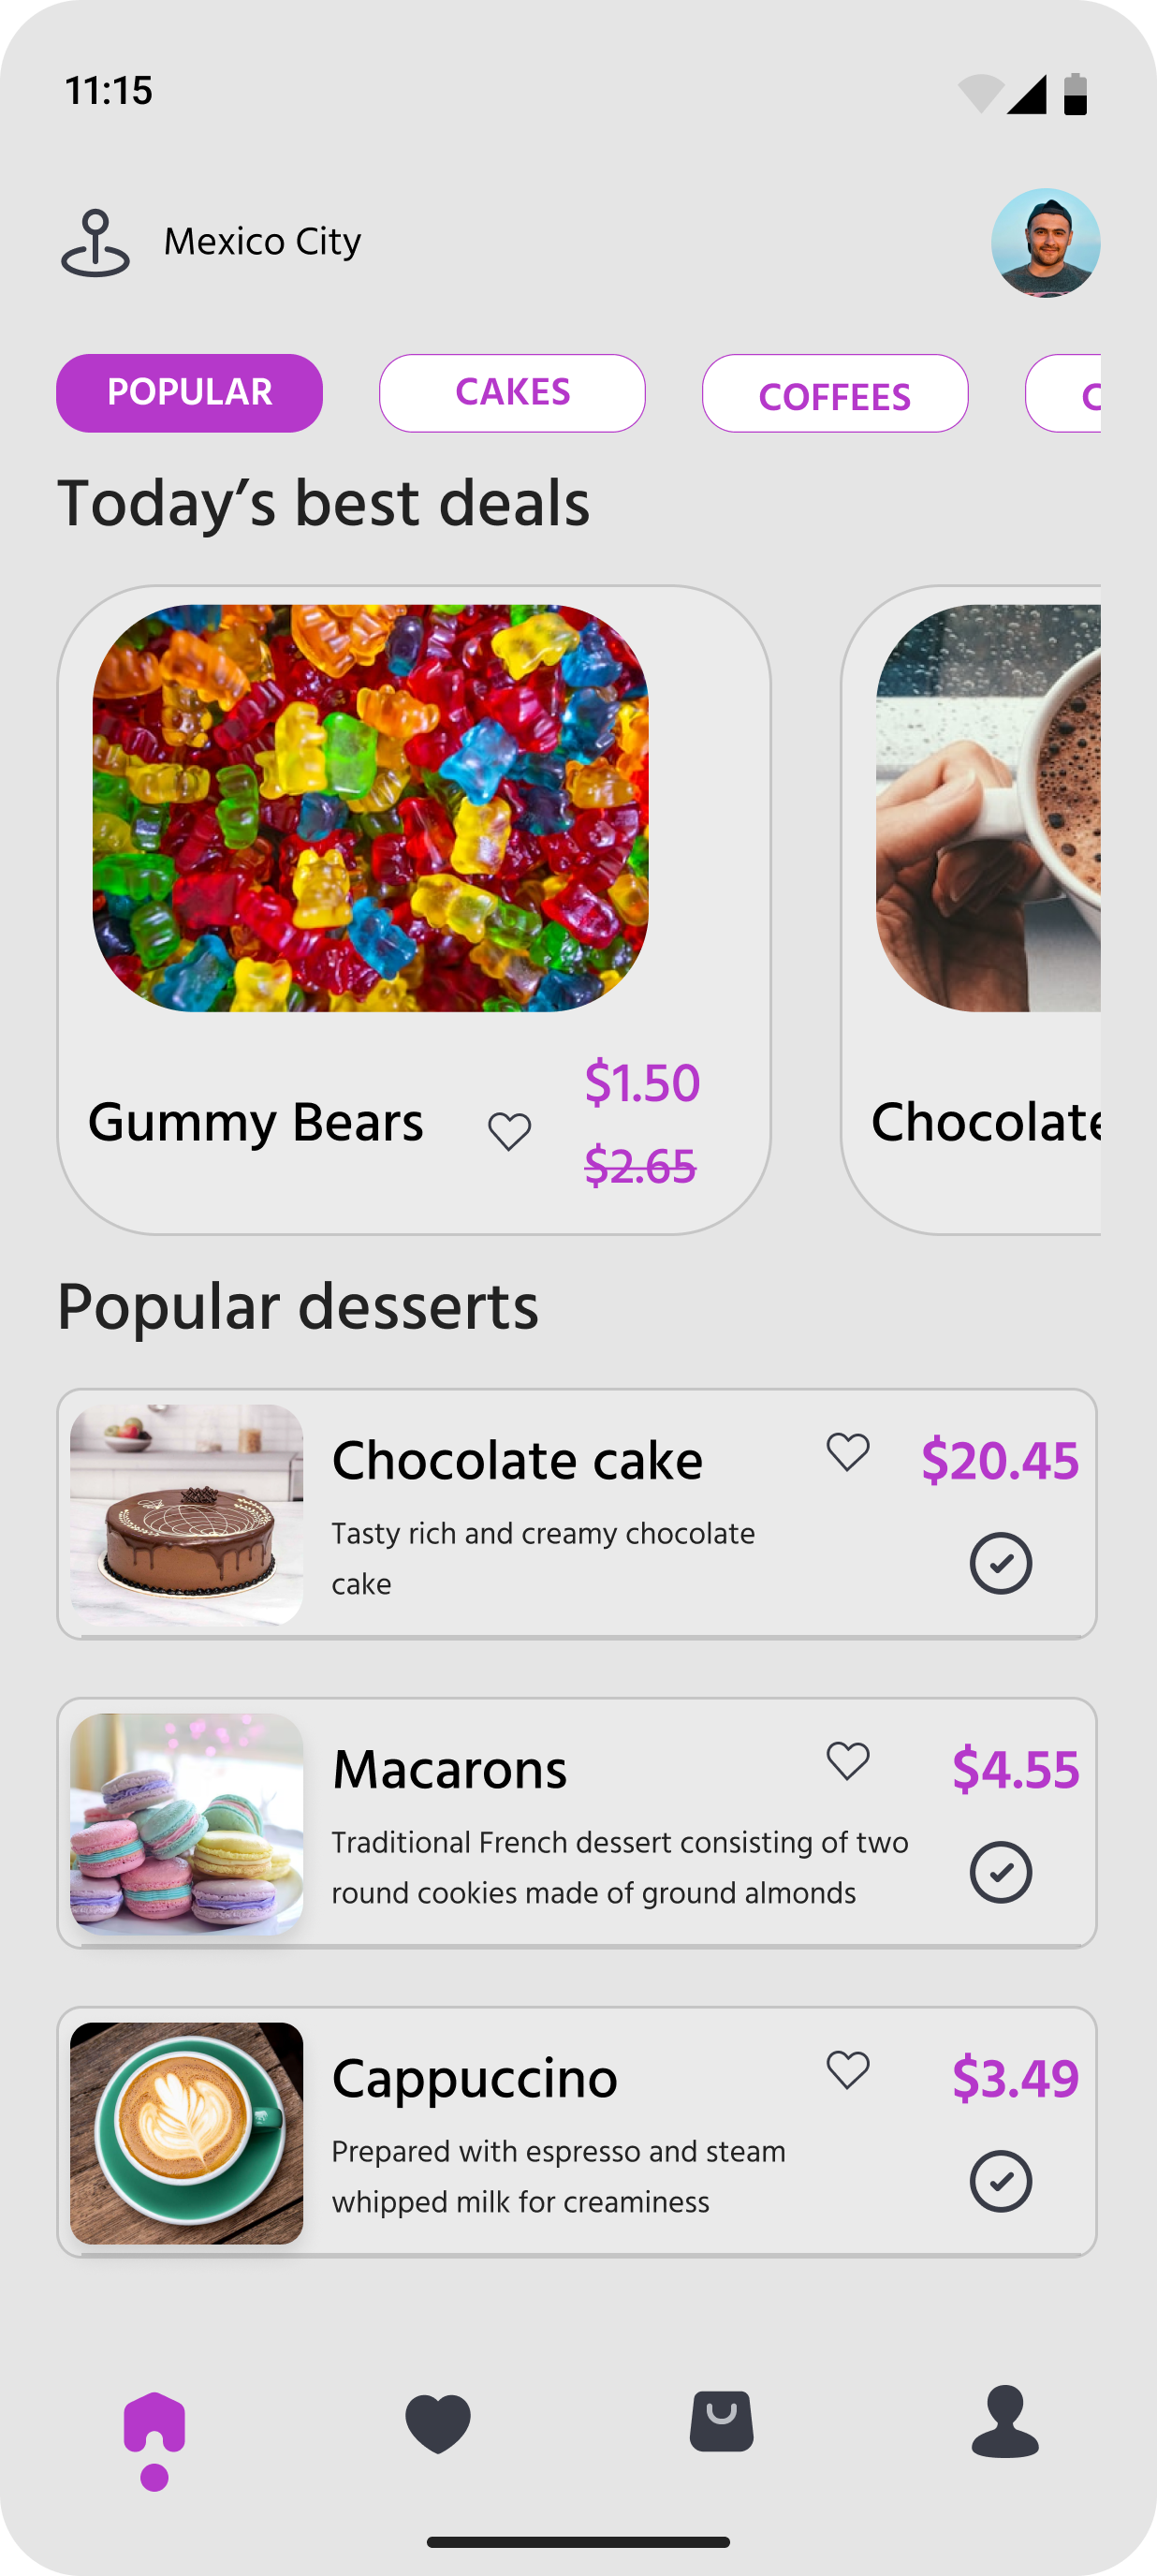 11:15
Mexico City
POPULAR
CAKES
COFFEES
Today’s best deals
$1.50
Gummy Bears
$2.65
Chocolate
Popular desserts
Chocolate cake
$20.45
Tasty rich and creamy chocolate
cake
Macarons
$4.55
Traditional French dessert consisting of two
round cookies made of ground almonds
Cappuccino
$3.49
Prepared with espresso and steam
whipped milk for creaminess